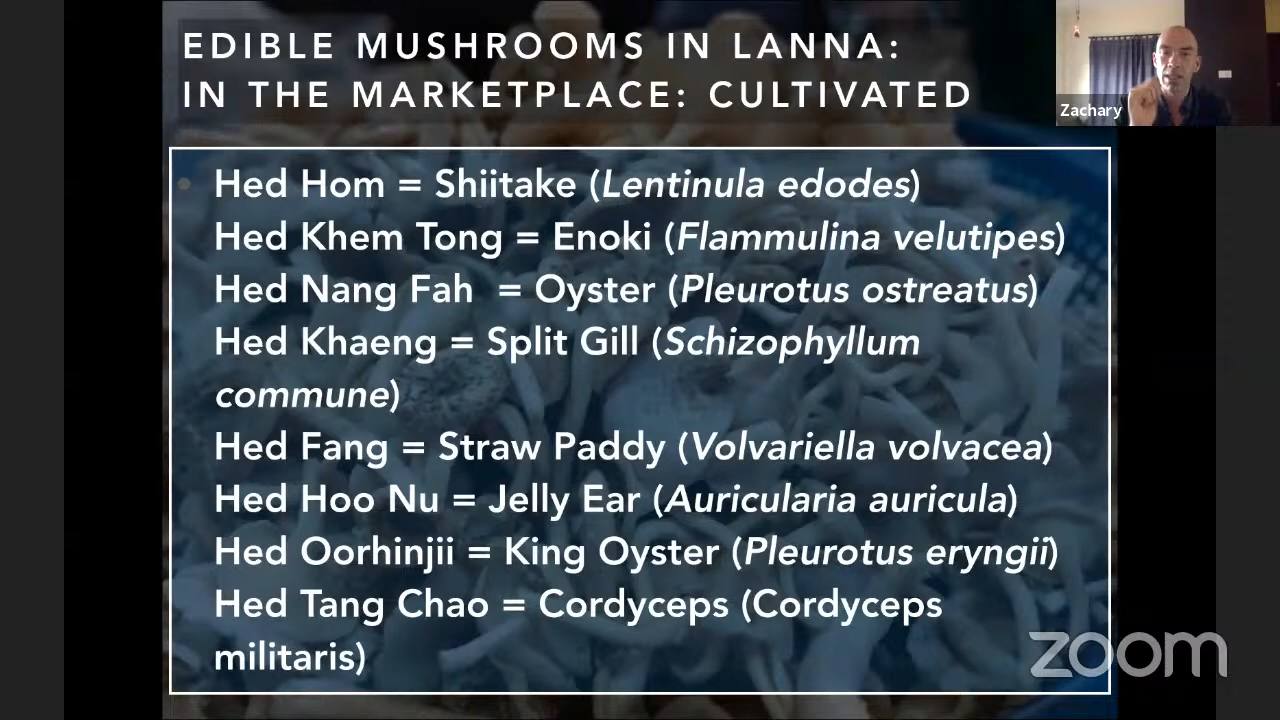 EDIBLE MUSHROOMS IN LANNA:
IN THE MARKETPLACE: CULTIVATED
Zachary
Hed Hom = Shiitake (Lentinula edodes)
Hed Khem Tong = Enoki (Flammulina velutipes)
Hed Nang Fah = Oyster (Pleurotus ostreatus)
Hed Khaeng = Split Gill (Schizophyllum
commune)
Hed Fang = Straw Paddy (Volvariella volvacea)
Hed Hoo Nu = Jelly Ear (Auricularia auricula)
Hed Oorhinjii = King Oyster (Pleurotus eryngii)
Hed Tang Chao = Cordyceps (Cordyceps
militaris)
zoom